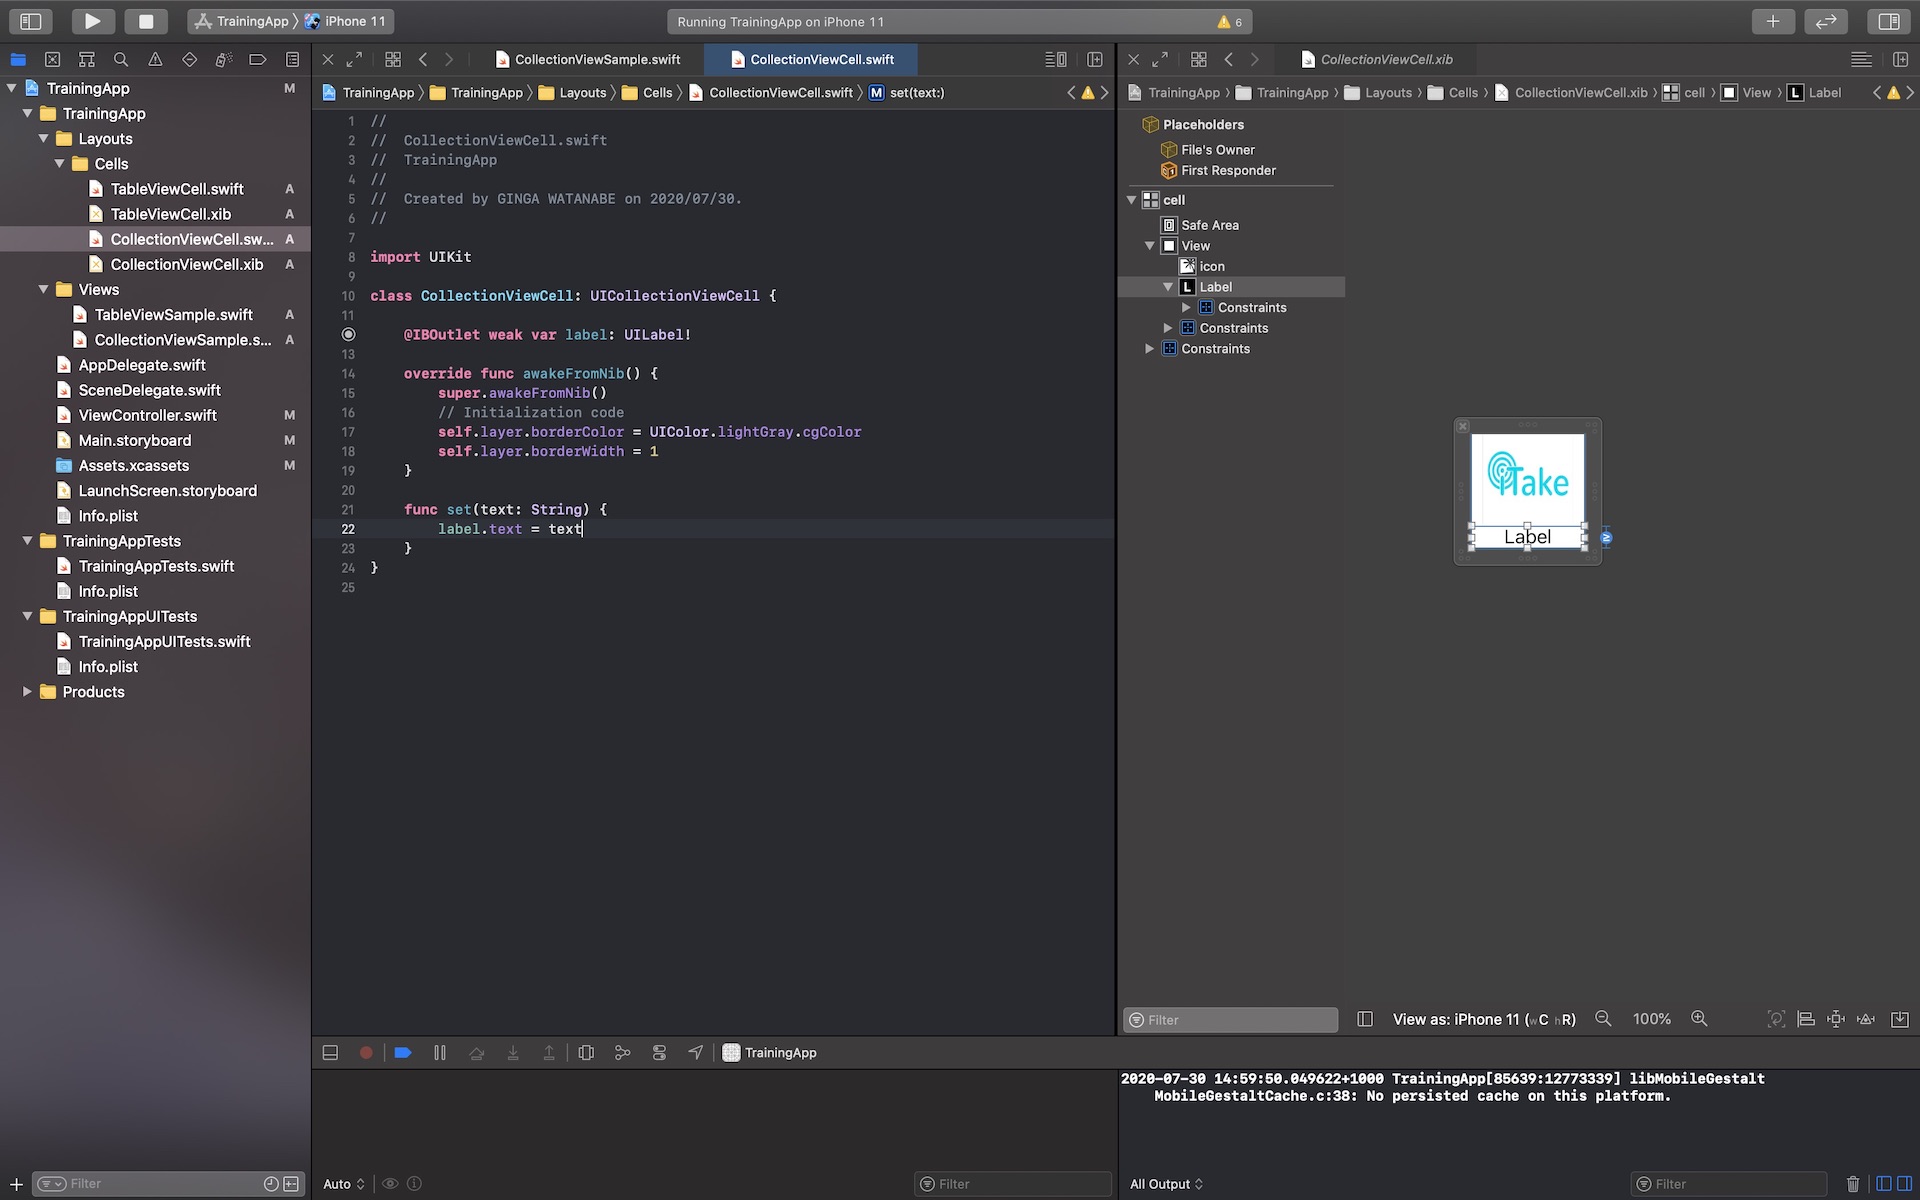 TrainingApp 〉 iPhone 11
Running TrainingApp on iPhone 11
6
TrainingApp M
TrainingApp
Layouts
Cells
TableViewCell.swift A
TableViewCell.xib A
CollectionViewCell.sw... A
CollectionViewCell.xib A
Views
TableViewSample.swift A
CollectionViewSample.s... A
AppDelegate.swift
SceneDelegate.swift
ViewController.swift M
Main.storyboard M
Assets.xcassets M
LaunchScreen.storyboard
Info.plist
TrainingAppTests
TrainingAppTests.swift
Info.plist
TrainingAppUITests
TrainingAppUITests.swift
Info.plist
Products
Filter
CollectionViewSample.swift
CollectionViewCell.swift
TrainingApp 〉 TrainingApp 〉 Layouts 〉 Cells 〉 CollectionViewCell.swift 〉 M set(text:)
1 //
2 //  CollectionViewCell.swift
3 //  TrainingApp
4 //
5 //  Created by GINGA WATANABE on 2020/07/30.
6 //
7
8 import UIKit
9
10 class CollectionViewCell: UICollectionViewCell {
11
@IBOutlet weak var label: UILabel!
13
14     override func awakeFromNib() {
15         super.awakeFromNib()
16         // Initialization code
17         self.layer.borderColor = UIColor.lightGray.cgColor
18         self.layer.borderWidth = 1
19     }
20
21     func set(text: String) {
22         label.text = text
23     }
24 }
25
CollectionViewCell.xib
TrainingApp 〉 TrainingApp 〉 Layouts 〉 Cells 〉 CollectionViewCell.xib 〉 cell 〉 View 〉 L Label
Placeholders
File's Owner
First Responder
cell
Safe Area
View
icon
L Label
Constraints
Constraints
Constraints
iTake
Label
Filter
View as: iPhone 11 (wC hR)
100%
TrainingApp
2020-07-30 14:59:50.049622+1000 TrainingApp[85639:12773339] libMobileGestalt
MobileGestaltCache.c:38: No persisted cache on this platform.
Auto
Filter
All Output
Filter